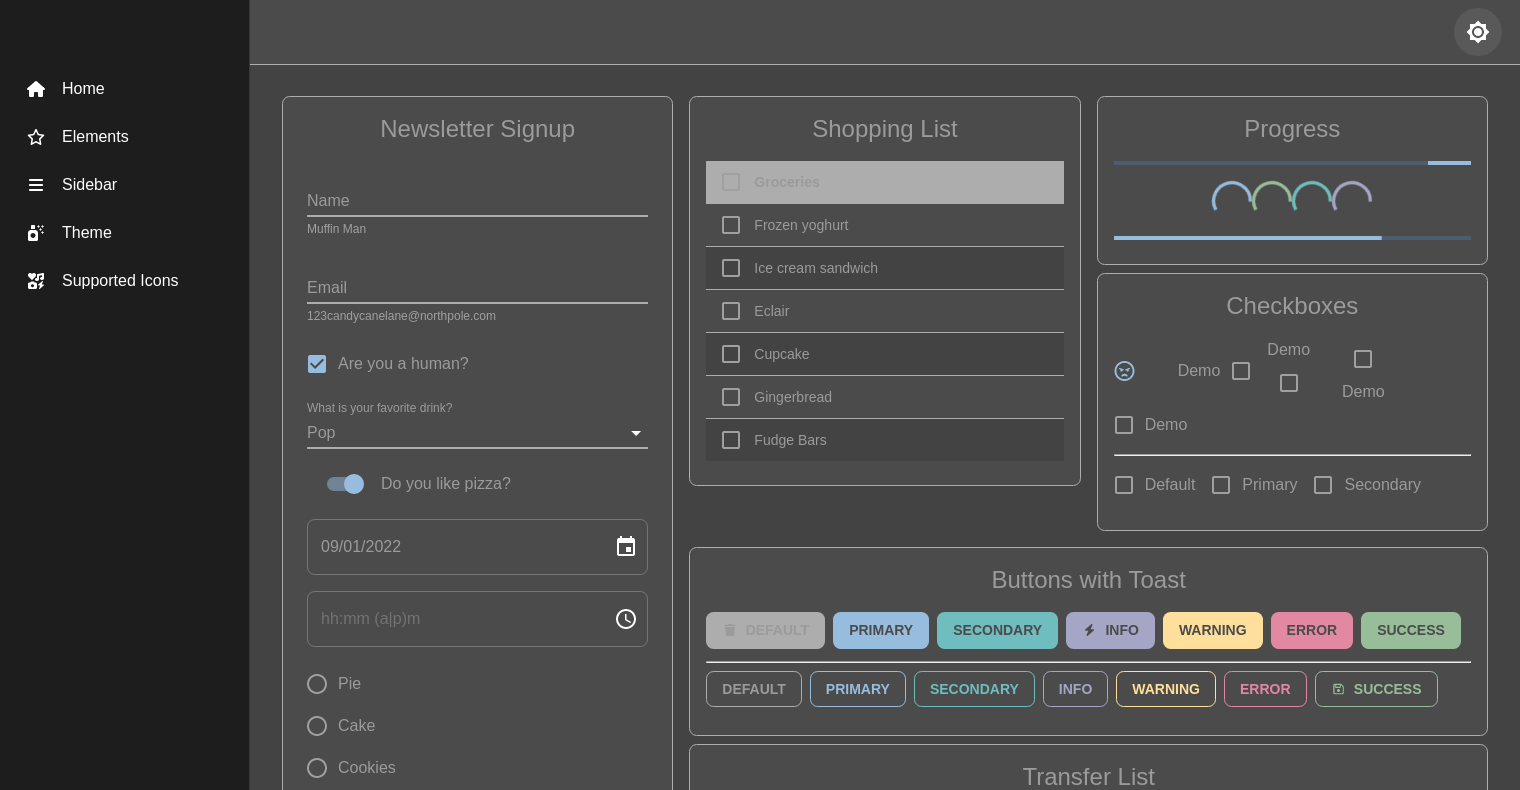 Home
Elements
Sidebar
Theme
Supported Icons
Newsletter Signup
Name
Muffin Man
Email
123candycanelane@northpole.com
Are you a human?
What is your favorite drink?
Pop
Do you like pizza?
09/01/2022
hh:mm (a|p)m
Pie
Cake
Cookies
Shopping List
Groceries
Frozen yoghurt
Ice cream sandwich
Eclair
Cupcake
Gingerbread
Fudge Bars
Progress
Checkboxes
Demo
Demo
Demo
Demo
Default Primary Secondary
Buttons with Toast
DEFAULT PRIMARY SECONDARY INFO WARNING ERROR SUCCESS
DEFAULT PRIMARY SECONDARY INFO WARNING ERROR SUCCESS
Transfer List